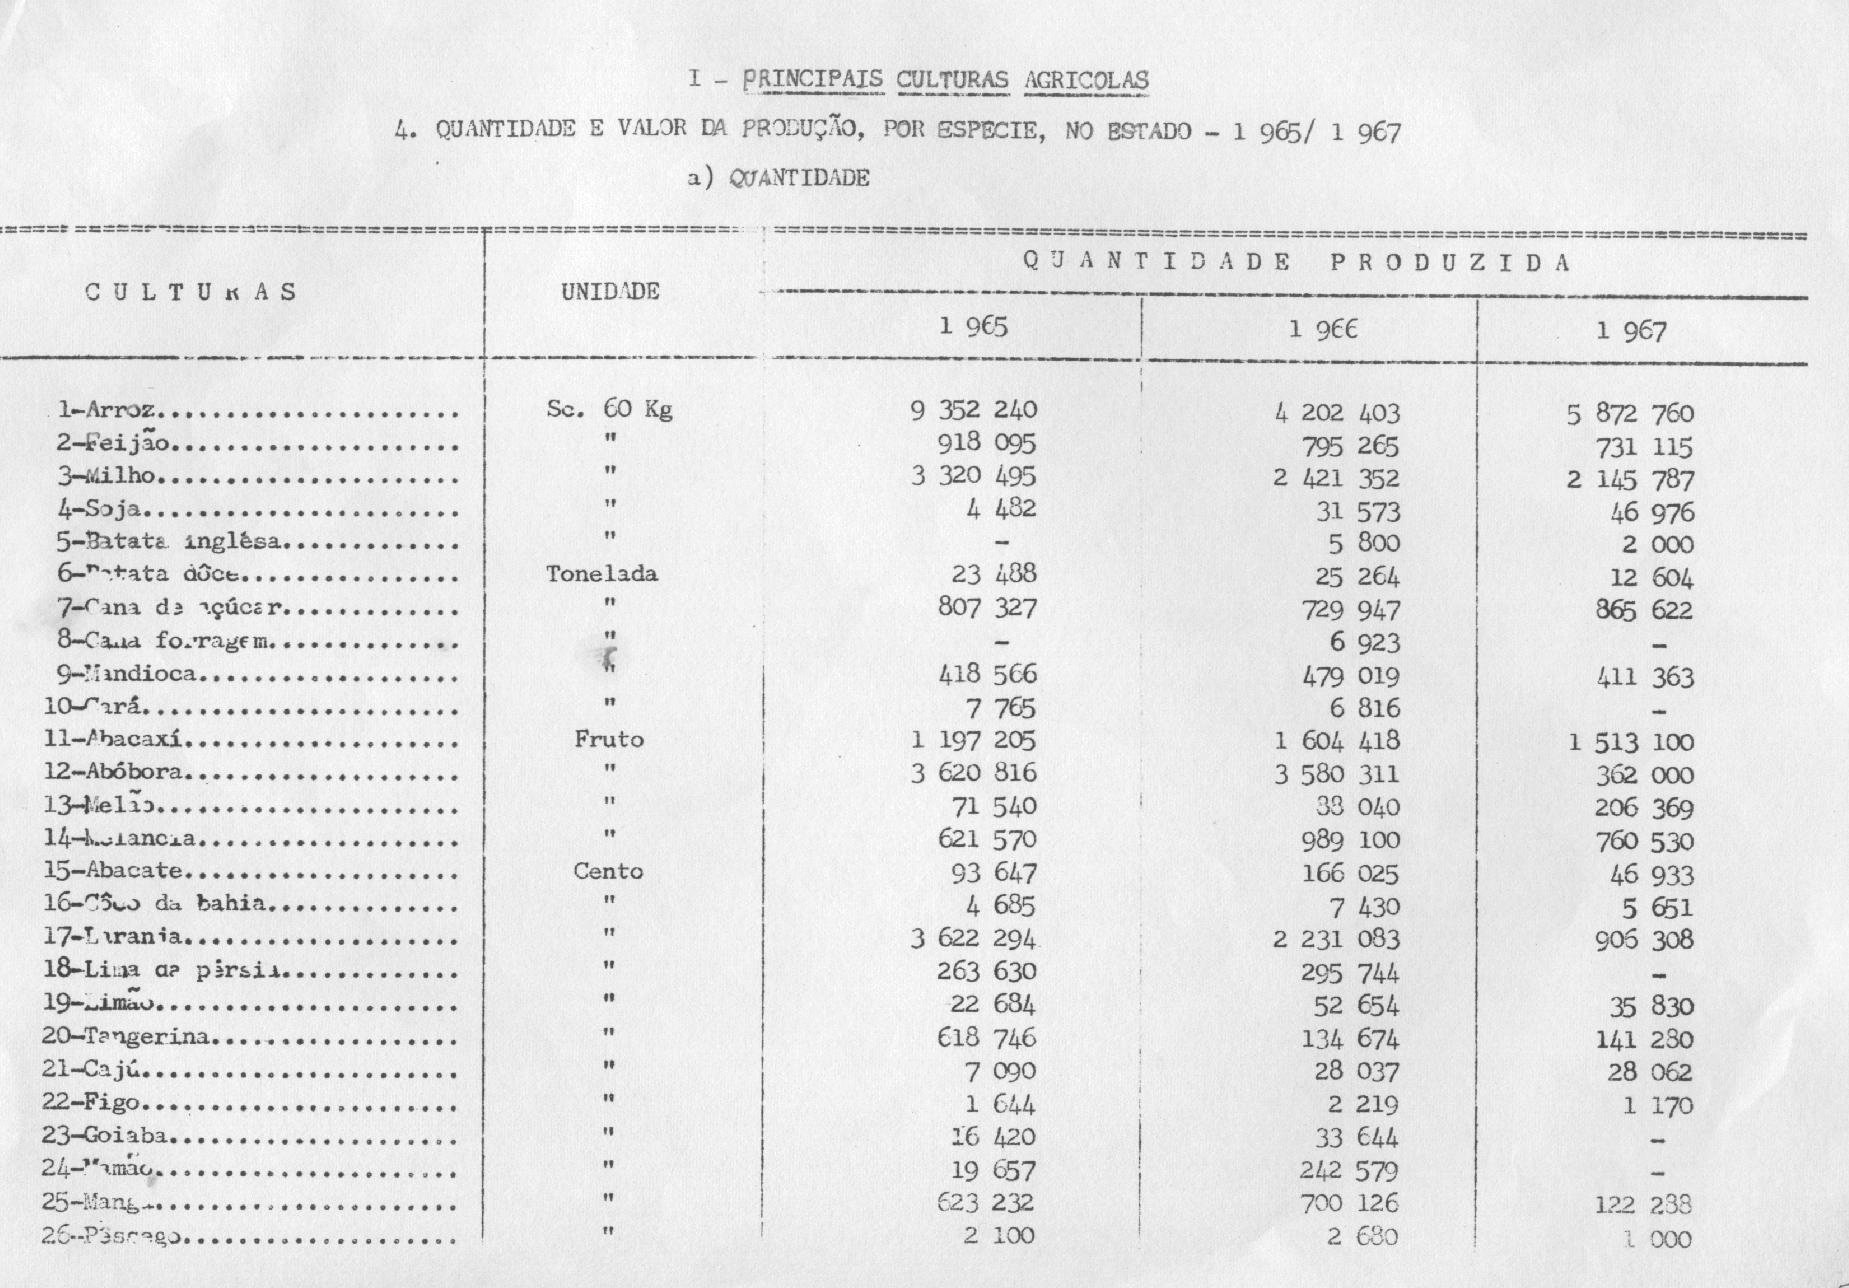 I - PRINCIPAIS CULTURAS AGRICOLAS
4. QUANTIDADE E VALOR DA PRODUÇÃO, POR ESPECIE, NO ESTADO - 1 965/ 1 967
a) QUANTIDADE
QUANTIDADE PRODUZIDA
CULTURAS UNIDADE
1 965 1 966 1 967
1-Arroz...................... Sc. 60 Kg 9 352 240 4 202 403 5 872 760
2-Feijão..................... " 918 095 795 265 731 115
3-Milho...................... " 3 320 495 2 421 352 2 145 787
4-Soja....................... " 4 482 31 573 46 976
5-Batata inglêsa............. " - 5 800 2 000
6-Batata dôce................ Tonelada 23 488 25 264 12 604
7-Cana de açúcar............. " 807 327 729 947 865 622
8-Cana forragem.............. " - 6 923 -
9-Mandioca................... " 418 566 479 019 411 363
10-Cará....................... " 7 765 6 816 -
11-Abacaxí.................... Fruto 1 197 205 1 604 418 1 513 100
12-Abóbora.................... " 3 620 816 3 580 311 362 000
13-Melão...................... " 71 540 040 206 369
14-Melancia................... " 621 570 989 100 760 530
15-Abacate.................... Cento 93 647 166 025 46 933
16-Côco da bahia.............. " 4 685 7 430 5 651
17-Laranja.................... " 3 622 294 2 231 083 906 308
18-Lima da pérsia............. " 263 630 295 744 -
19-Limão...................... " 22 684 52 654 35 830
20-Tangerina.................. " 618 746 134 674 141 280
21-Cajú....................... " 7 090 28 037 28 062
22-Figo....................... " 1 644 2 219 1 170
23-Goiaba..................... " 16 420 33 644 -
24-Mamão...................... " 19 657 242 579 -
25-Manga...................... " 623 232 700 126 122 288
26-Pêssego.................... " 2 100 2 680 1 000